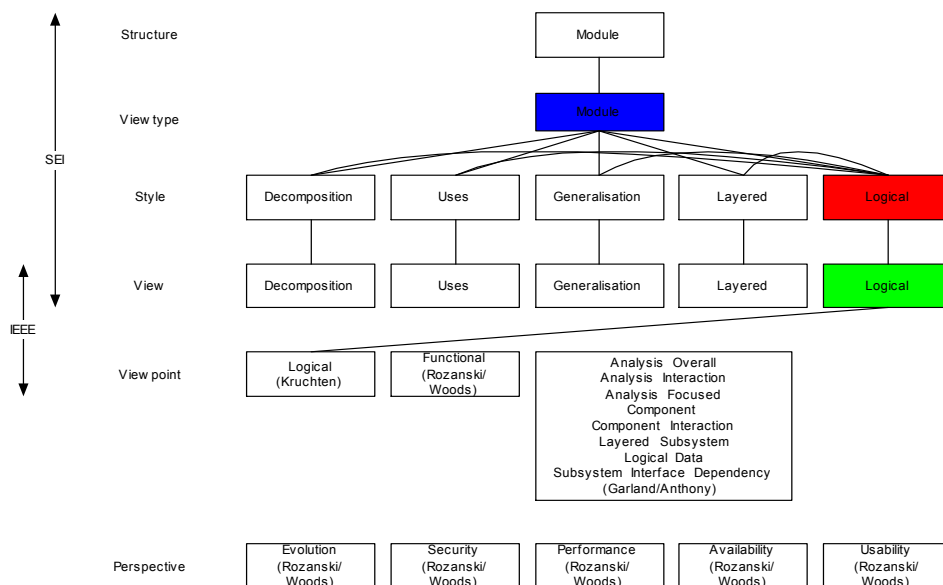 Structure
Module
View type
Module
SEI
Style
Decomposition
Uses
Generalisation
Layered
Logical
View
Decomposition
Uses
Generalisation
Layered
Logical
IEEE
View point
Logical
(Kruchten)
Functional
(Rozanski/
Woods)
Analysis Overall
Analysis Interaction
Analysis Focused
Component
Component Interaction
Layered Subsystem
Logical Data
Subsystem Interface Dependency
(Garland/Anthony)
Perspective
Evolution
(Rozanski/
Woods)
Security
(Rozanski/
Woods)
Performance
(Rozanski/
Woods)
Availability
(Rozanski/
Woods)
Usability
(Rozanski/
Woods)